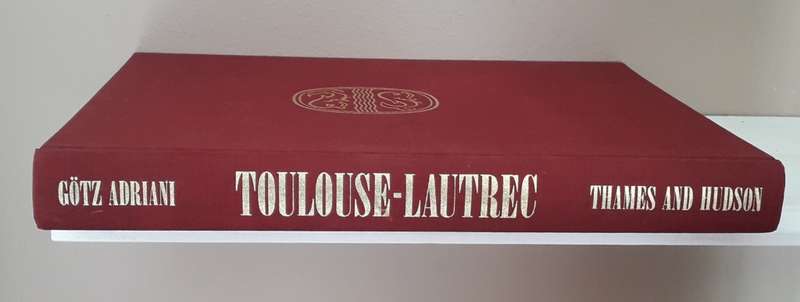 GÖTZ ADRIANI TOULOUSE-LAUTREC THAMES AND HUDSON